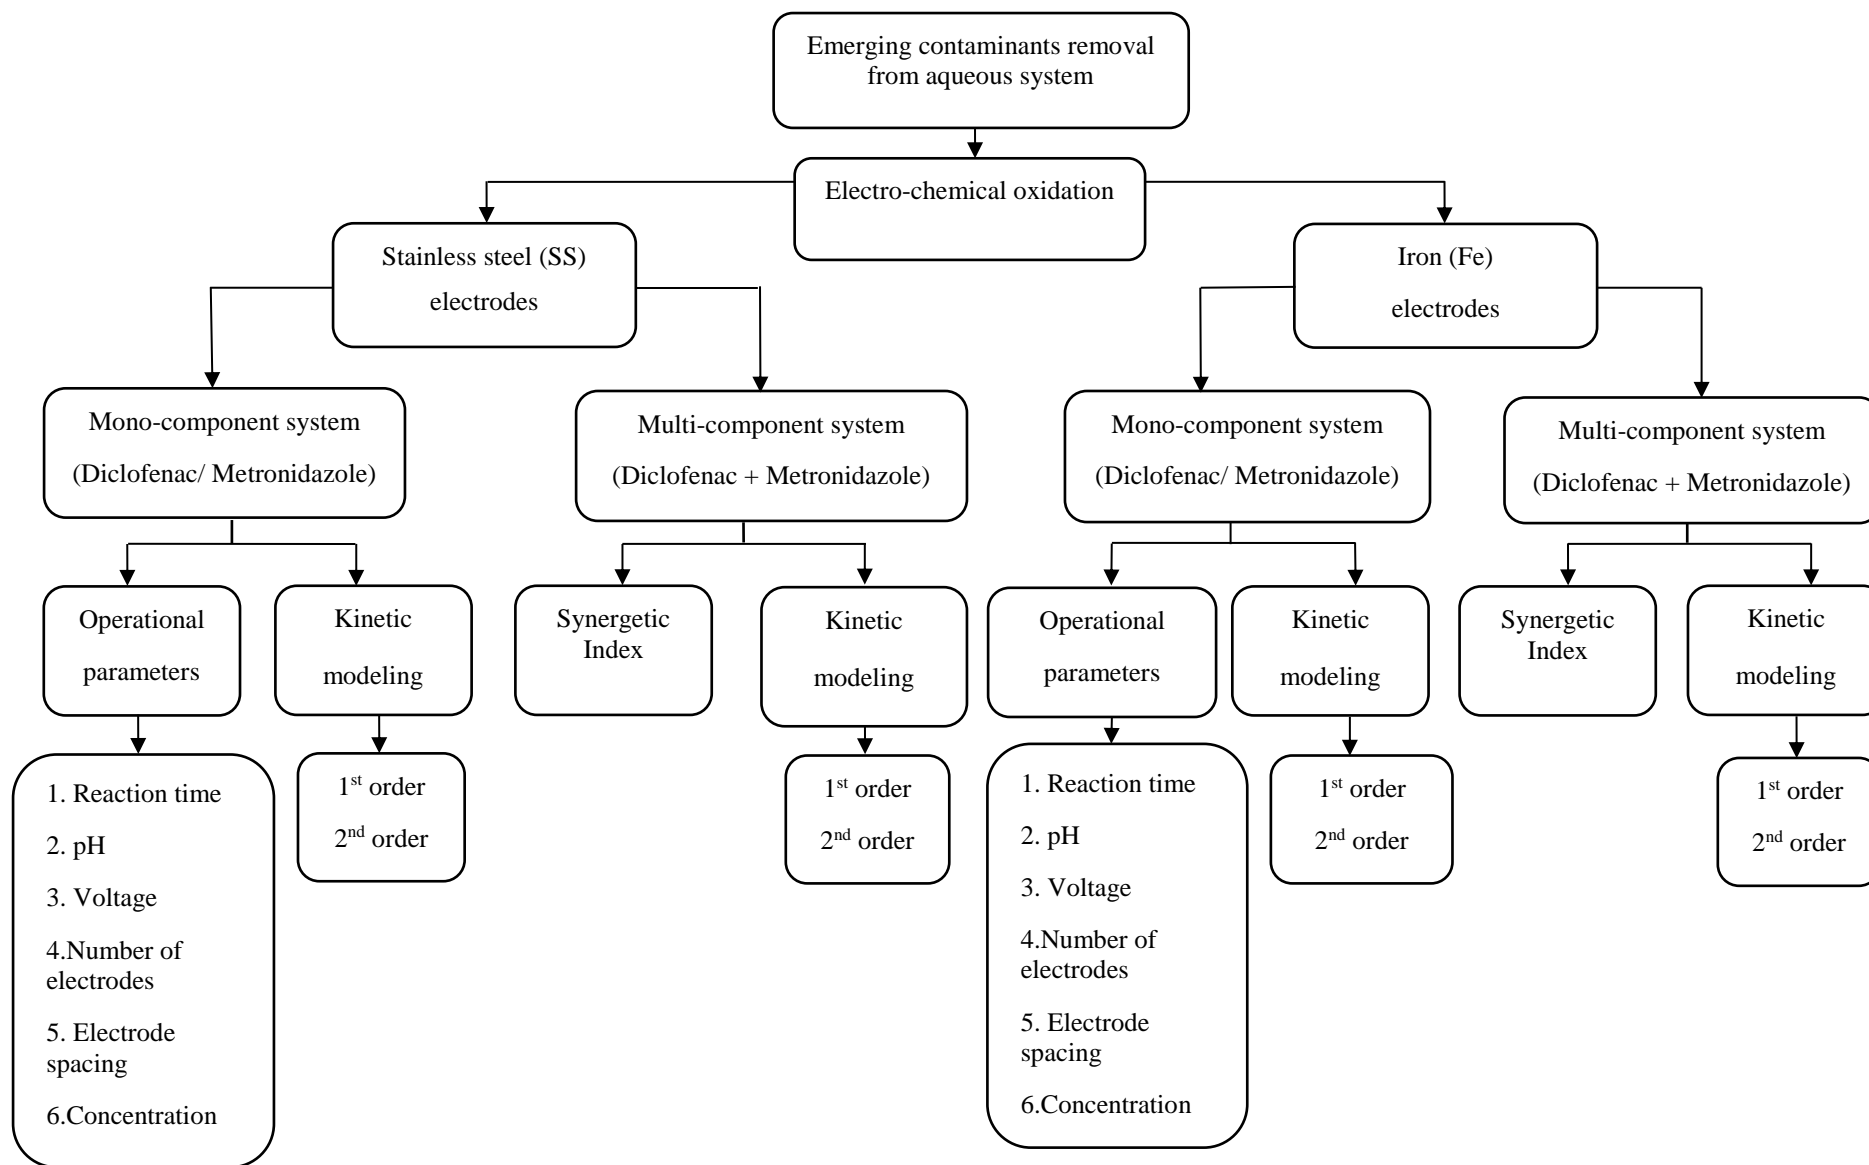 Emerging contaminants removal
from aqueous system
Electro-chemical oxidation
Stainless steel (SS)
electrodes
Iron (Fe)
electrodes
Mono-component system
(Diclofenac/ Metronidazole)
Multi-component system
(Diclofenac + Metronidazole)
Mono-component system
(Diclofenac/ Metronidazole)
Multi-component system
(Diclofenac + Metronidazole)
Operational
parameters
Kinetic
modeling
Synergetic
Index
Kinetic
modeling
Operational
parameters
Kinetic
modeling
Synergetic
Index
Kinetic
modeling
1. Reaction time
2. pH
3. Voltage
4.Number of
electrodes
5. Electrode
spacing
6.Concentration
1st order
2nd order
1st order
2nd order
1. Reaction time
2. pH
3. Voltage
4.Number of
electrodes
5. Electrode
spacing
6.Concentration
1st order
2nd order
1st order
2nd order